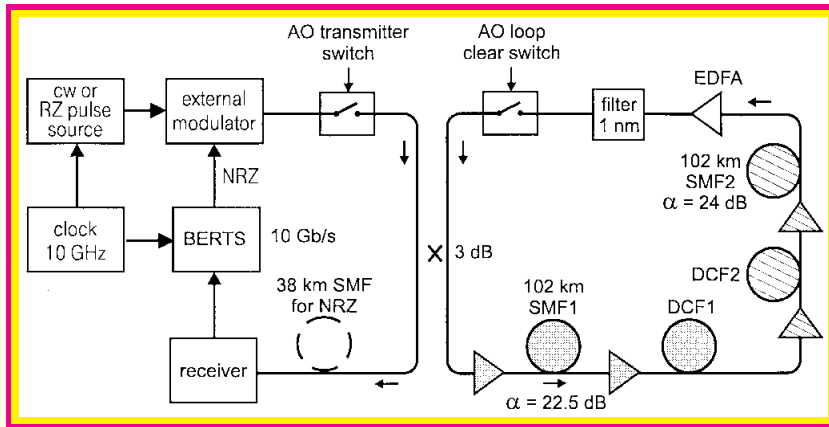 AO transmitter
switch
AO loop
clear switch
EDFA
cw or
RZ pulse
source
external
modulator
filter
1 nm
102 km
SMF2
α = 24 dB
NRZ
clock
10 GHz
BERTS
10 Gb/s
3 dB
DCF2
38 km SMF
for NRZ
102 km
SMF1
DCF1
receiver
α = 22.5 dB